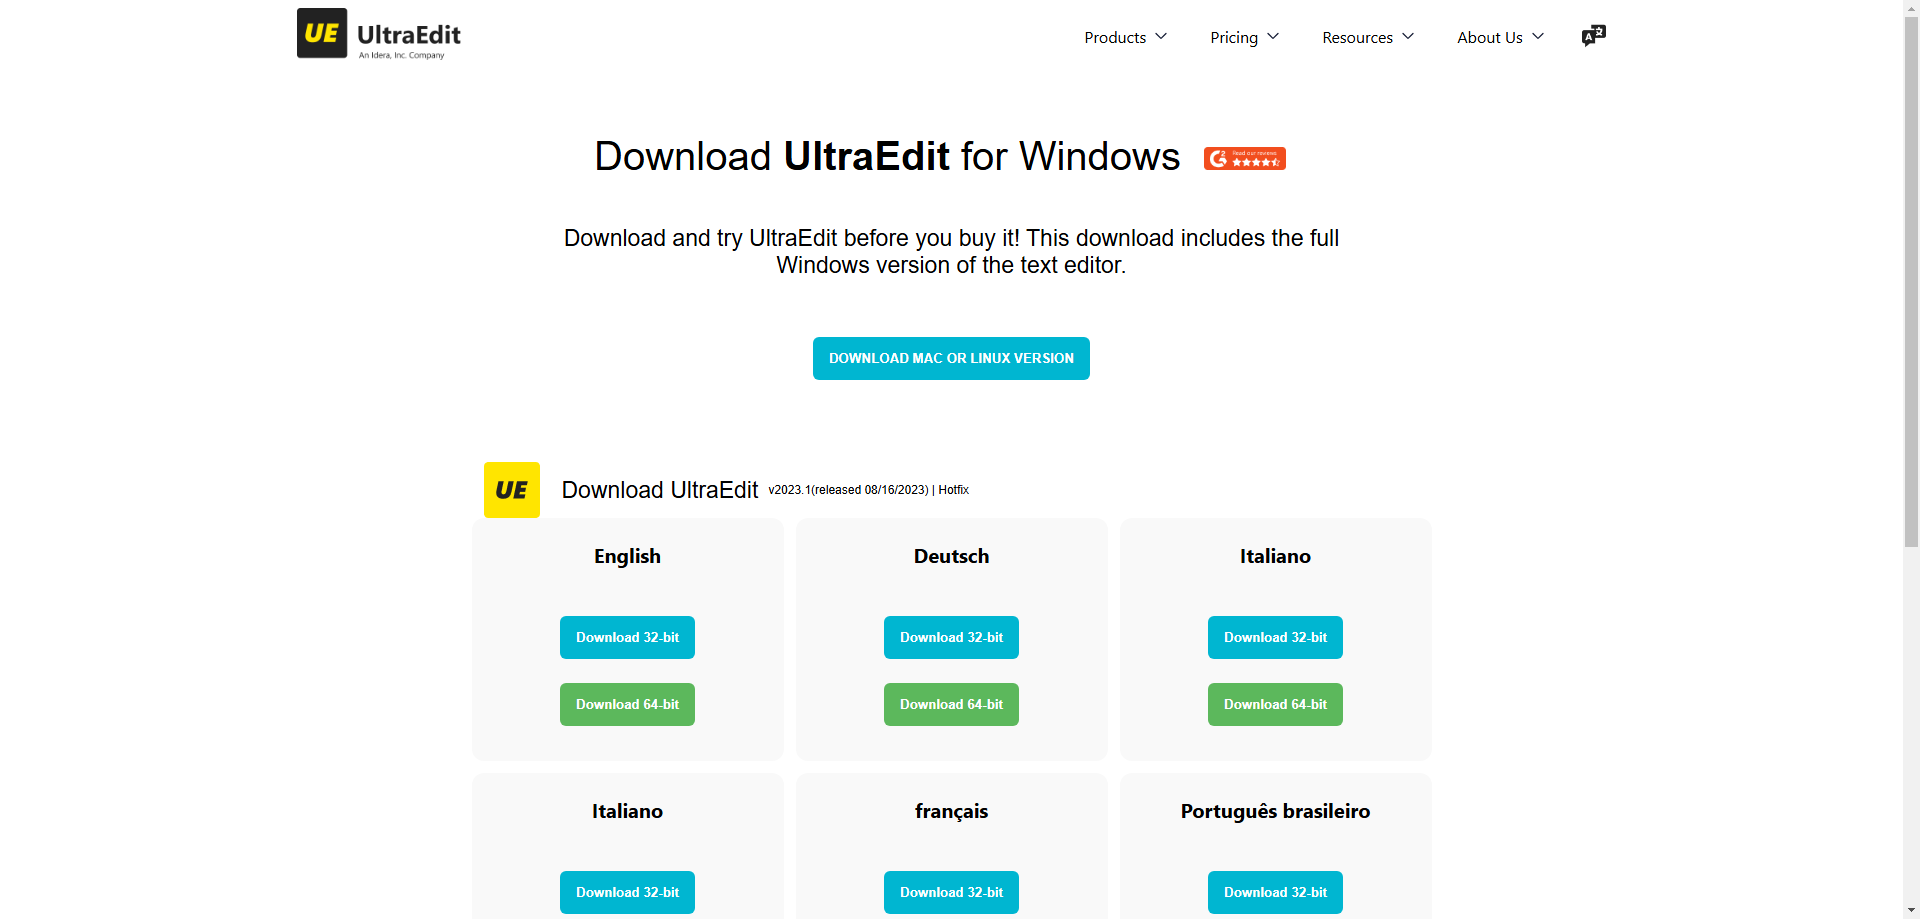 UE UltraEdit
An Idera, Inc. Company
Products Pricing Resources About Us
Download UltraEdit for Windows
Read our reviews
Download and try UltraEdit before you buy it! This download includes the full
Windows version of the text editor.
DOWNLOAD MAC OR LINUX VERSION
UE Download UltraEdit v2023.1(released 08/16/2023) | Hotfix
English
Download 32-bit
Download 64-bit
Deutsch
Download 32-bit
Download 64-bit
Italiano
Download 32-bit
Download 64-bit
Italiano
Download 32-bit
français
Download 32-bit
Português brasileiro
Download 32-bit